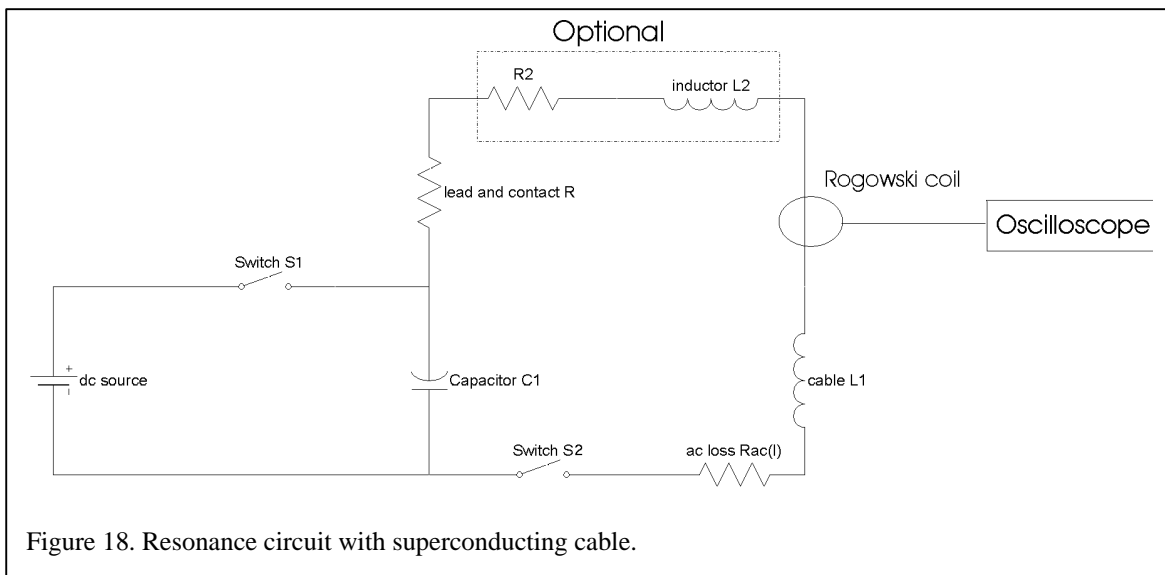 Optional
R2
inductor L2
lead and contact R
Rogowski coil
Oscilloscope
Switch S1
+
dc source
-
Capacitor C1
cable L1
Switch S2
ac loss Rac(I)
Figure 18. Resonance circuit with superconducting cable.